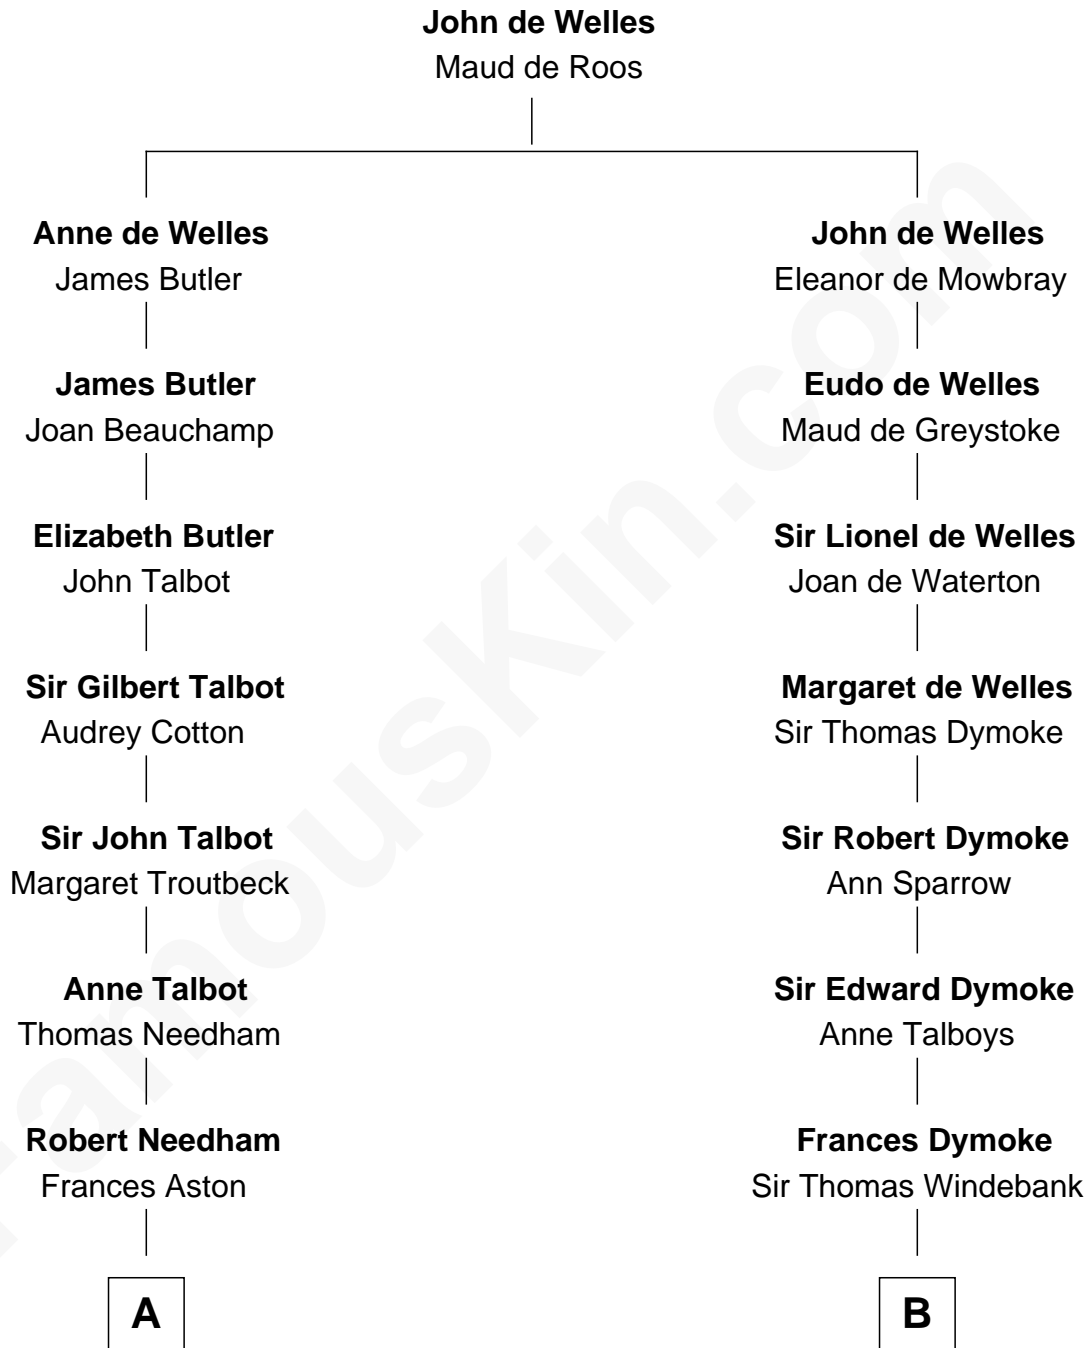 John de Welles
Maud de Roos
Anne de Welles
James Butler
John de Welles
Eleanor de Mowbray
James Butler
Joan Beauchamp
Eudo de Welles
Maud de Greystoke
Elizabeth Butler
John Talbot
Sir Lionel de Welles
Joan de Waterton
Sir Gilbert Talbot
Audrey Cotton
Margaret de Welles
Sir Thomas Dymoke
Sir John Talbot
Margaret Troutbeck
Sir Robert Dymoke
Ann Sparrow
Anne Talbot
Thomas Needham
Sir Edward Dymoke
Anne Talboys
Robert Needham
Frances Aston
Frances Dymoke
Sir Thomas Windebank
A
B
FamousKin.com